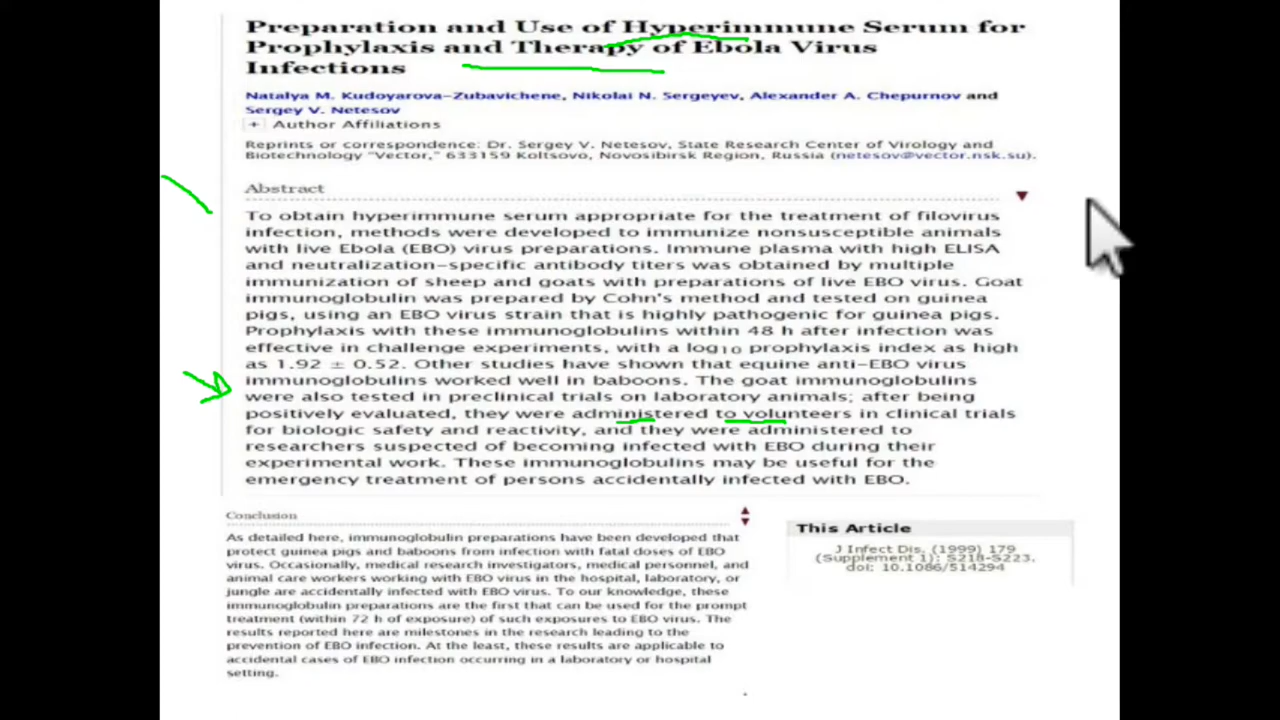 Preparation and Use of Hyperimmune Serum for
Prophylaxis and Therapy of Ebola Virus
Infections
Natalya M. Kudoyarova-Zubavichene, Nikolai N. Sergeyev, Alexander A. Chepurnov and
Sergey V. Netesov
+ Author Affiliations
Reprints or correspondence: Dr. Sergey V. Netesov, State Research Center of Virology and
Biotechnology "Vector," 633159 Koltsovo, Novosibirsk Region, Russia (netesov@vector.nsk.su).
Abstract
To obtain hyperimmune serum appropriate for the treatment of filovirus
infection, methods were developed to immunize nonsusceptible animals
with live Ebola (EBO) virus preparations. Immune plasma with high ELISA
and neutralization-specific antibody titers was obtained by multiple
immunization of sheep and goats with preparations of live EBO virus. Goat
immunoglobulin was prepared by Cohn's method and tested on guinea
pigs, using an EBO virus strain that is highly pathogenic for guinea pigs.
Prophylaxis with these immunoglobulins within 48 h after infection was
effective in challenge experiments, with a log10 prophylaxis index as high
as 1.92 ± 0.52. Other studies have shown that equine anti-EBO virus
immunoglobulins worked well in baboons. The goat immunoglobulins
were also tested in preclinical trials on laboratory animals; after being
positively evaluated, they were administered to volunteers in clinical trials
for biologic safety and reactivity, and they were administered to
researchers suspected of becoming infected with EBO during their
experimental work. These immunoglobulins may be useful for the
emergency treatment of persons accidentally infected with EBO.
Conclusion
As detailed here, immunoglobulin preparations have been developed that
protect guinea pigs and baboons from infection with fatal doses of EBO
virus. Occasionally, medical research investigators, medical personnel, and
animal care workers working with EBO virus in the hospital, laboratory, or
jungle are accidentally infected with EBO virus. To our knowledge, these
immunoglobulin preparations are the first that can be used for the prompt
treatment (within 72 h of exposure) of such exposures to EBO virus. The
results reported here are milestones in the research leading to the
prevention of EBO infection. At the least, these results are applicable to
accidental cases of EBO infection occurring in a laboratory or hospital
setting.
This Article
J Infect Dis. (1999) 179
(Supplement 1): S218-S223.
doi: 10.1086/514294